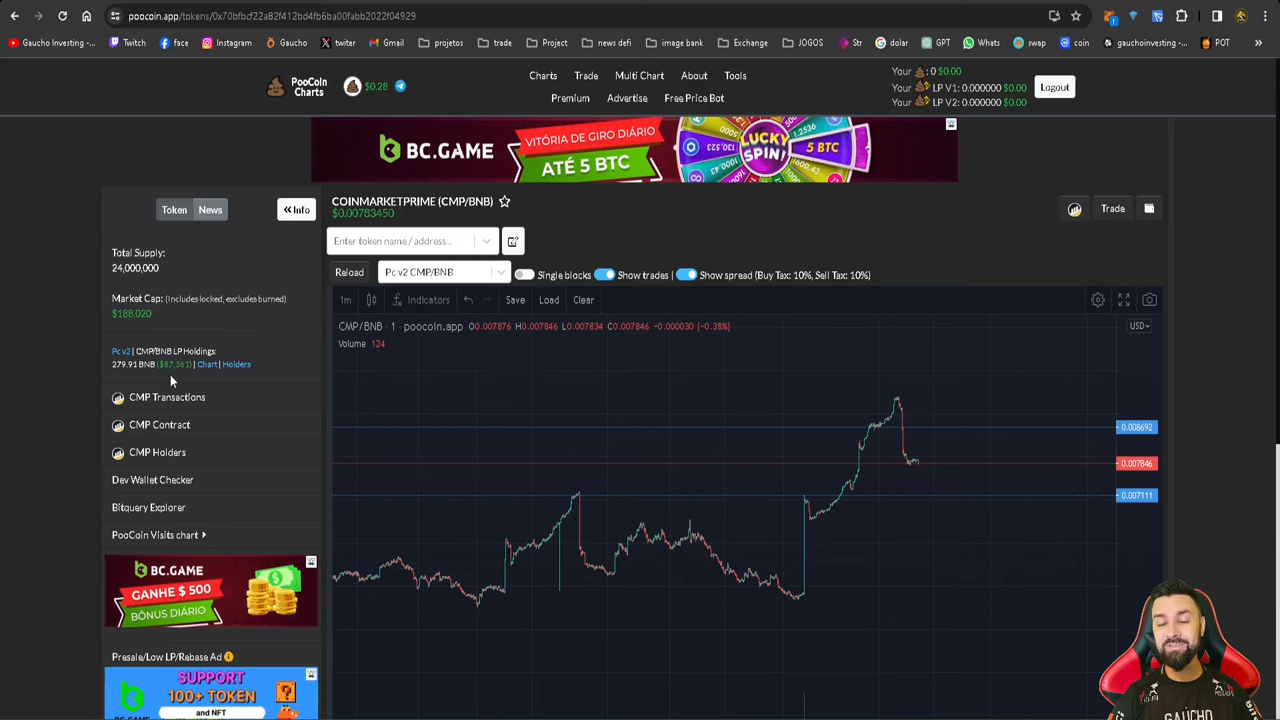 poocoin.app/tokens/0x70bfbcf22a82f412bd4fb6ba00fabb2022f04929
Gaucho Investing -...
Twitch
face
Instagram
Gaucho
twiter
Gmail
projetos
trade
Project
news defi
image bank
Exchange
JOGOS
Str
dolar
GPT
Whats
swap
coin
gauchoinvesting -...
POT
PooCoin
Charts
$0.28
Charts
Trade
Multi Chart
About
Tools
Premium
Advertise
Free Price Bot
Your : 0 $0.00
Your LP V1: 0.000000 $0.00
Your LP V2: 0.000000 $0.00
Logout
BC.GAME
VITÓRIA DE GIRO DIÁRIO
ATÉ 5 BTC
LUCKY
SPIN!
5 BTC
Token
News
Info
COINMARKETPRIME (CMP/BNB)
$0.00783450
Trade
Enter token name / address...
Total Supply:
24,000,000
Reload
Pc v2 CMP/BNB
Single blocks
Show trades
Show spread (Buy Tax: 10%, Sell Tax: 10%)
Market Cap: (Includes locked, excludes burned)
$188,020
1m
Indicators
Save
Load
Clear
CMP/BNB · 1 · poocoin.app O0.007876 H0.007846 L0.007834 C0.007846 -0.000030 (-0.38%)
USD
Volume 124
Pc v2 | CMP/BNB LP Holdings:
279.91 BNB ($87,361) | Chart | Holders
CMP Transactions
CMP Contract
CMP Holders
Dev Wallet Checker
Bitquery Explorer
PooCoin Visits chart
0.008692
0.007846
0.007111
BC.GAME
GANHE $ 500
BÔNUS DIÁRIO
Presale/Low LP/Rebase Ad
SUPPORT
100+ TOKEN
and NFT
BC.GAME
GAUCHO